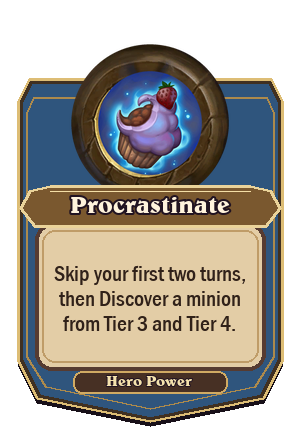 Procrastinate
Skip your first two turns,
then Discover a minion
from Tier 3 and Tier 4.
Hero Power